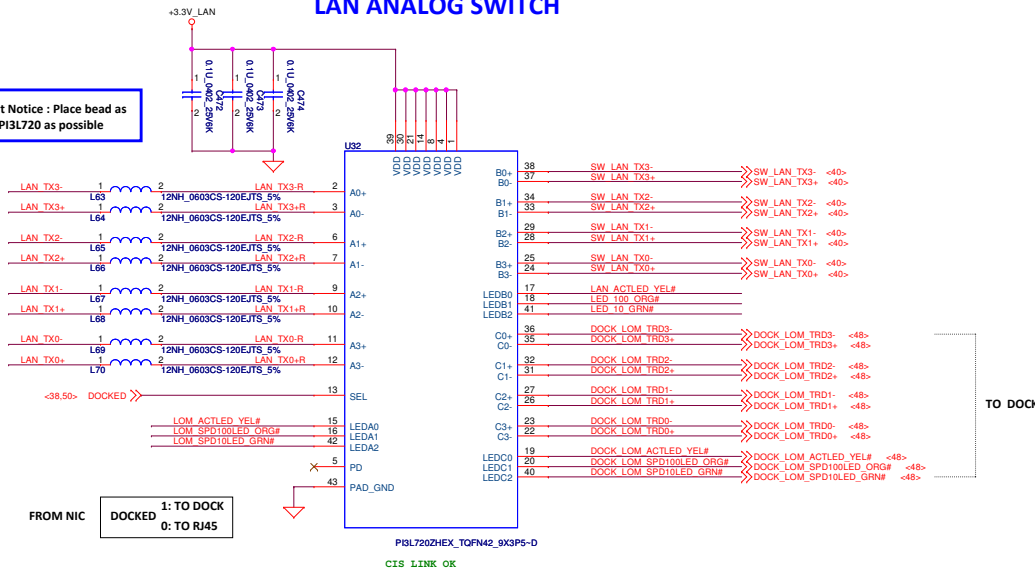 LAN ANALOG SWITCH
+3.3V_LAN
1 2 0.1U_0402_25V6K C472
1 2 0.1U_0402_25V6K C473
1 2 0.1U_0402_25V6K C474
t Notice : Place bead as
PI3L720 as possible
U32
39 30 21 14 8 4 1
VDD VDD VDD VDD VDD VDD VDD
LAN_TX3- 1 2 LAN_TX3-R 2 A0+
L63 12NH_0603CS-120EJTS_5%
LAN_TX3+ 1 2 LAN_TX3+R 3 A0-
L64 12NH_0603CS-120EJTS_5%
LAN_TX2- 1 2 LAN_TX2-R 6 A1+
L65 12NH_0603CS-120EJTS_5%
LAN_TX2+ 1 2 LAN_TX2+R 7 A1-
L66 12NH_0603CS-120EJTS_5%
LAN_TX1- 1 2 LAN_TX1-R 9 A2+
L67 12NH_0603CS-120EJTS_5%
LAN_TX1+ 1 2 LAN_TX1+R 10 A2-
L68 12NH_0603CS-120EJTS_5%
LAN_TX0- 1 2 LAN_TX0-R 11 A3+
L69 12NH_0603CS-120EJTS_5%
LAN_TX0+ 1 2 LAN_TX0+R 12 A3-
L70 12NH_0603CS-120EJTS_5%
<38,50> DOCKED 13 SEL
LOM_ACTLED_YEL# 15 LEDA0
LOM_SPD100LED_ORG# 16 LEDA1
LOM_SPD10LED_GRN# 42 LEDA2
5 PD
43 PAD_GND
B0+ 38 SW_LAN_TX3- SW_LAN_TX3- <40>
B0- 37 SW_LAN_TX3+ SW_LAN_TX3+ <40>
B1+ 34 SW_LAN_TX2- SW_LAN_TX2- <40>
B1- 33 SW_LAN_TX2+ SW_LAN_TX2+ <40>
B2+ 29 SW_LAN_TX1- SW_LAN_TX1- <40>
B2- 28 SW_LAN_TX1+ SW_LAN_TX1+ <40>
B3+ 25 SW_LAN_TX0- SW_LAN_TX0- <40>
B3- 24 SW_LAN_TX0+ SW_LAN_TX0+ <40>
LEDB0 17 LAN_ACTLED_YEL#
LEDB1 18 LED_100_ORG#
LEDB2 41 LED_10_GRN#
C0+ 36 DOCK_LOM_TRD3- DOCK_LOM_TRD3- <48>
C0- 35 DOCK_LOM_TRD3+ DOCK_LOM_TRD3+ <48>
C1+ 32 DOCK_LOM_TRD2- DOCK_LOM_TRD2- <48>
C1- 31 DOCK_LOM_TRD2+ DOCK_LOM_TRD2+ <48>
C2+ 27 DOCK_LOM_TRD1- DOCK_LOM_TRD1- <48>
C2- 26 DOCK_LOM_TRD1+ DOCK_LOM_TRD1+ <48>
C3+ 23 DOCK_LOM_TRD0- DOCK_LOM_TRD0- <48>
C3- 22 DOCK_LOM_TRD0+ DOCK_LOM_TRD0+ <48>
LEDC0 19 DOCK_LOM_ACTLED_YEL# DOCK_LOM_ACTLED_YEL# <48>
LEDC1 20 DOCK_LOM_SPD100LED_ORG# DOCK_LOM_SPD100LED_ORG# <48>
LEDC2 40 DOCK_LOM_SPD10LED_GRN# DOCK_LOM_SPD10LED_GRN# <48>
TO DOCK
FROM NIC
DOCKED
1: TO DOCK
0: TO RJ45
PI3L720ZHEX_TQFN42_9X3P5~D
CIS LINK OK